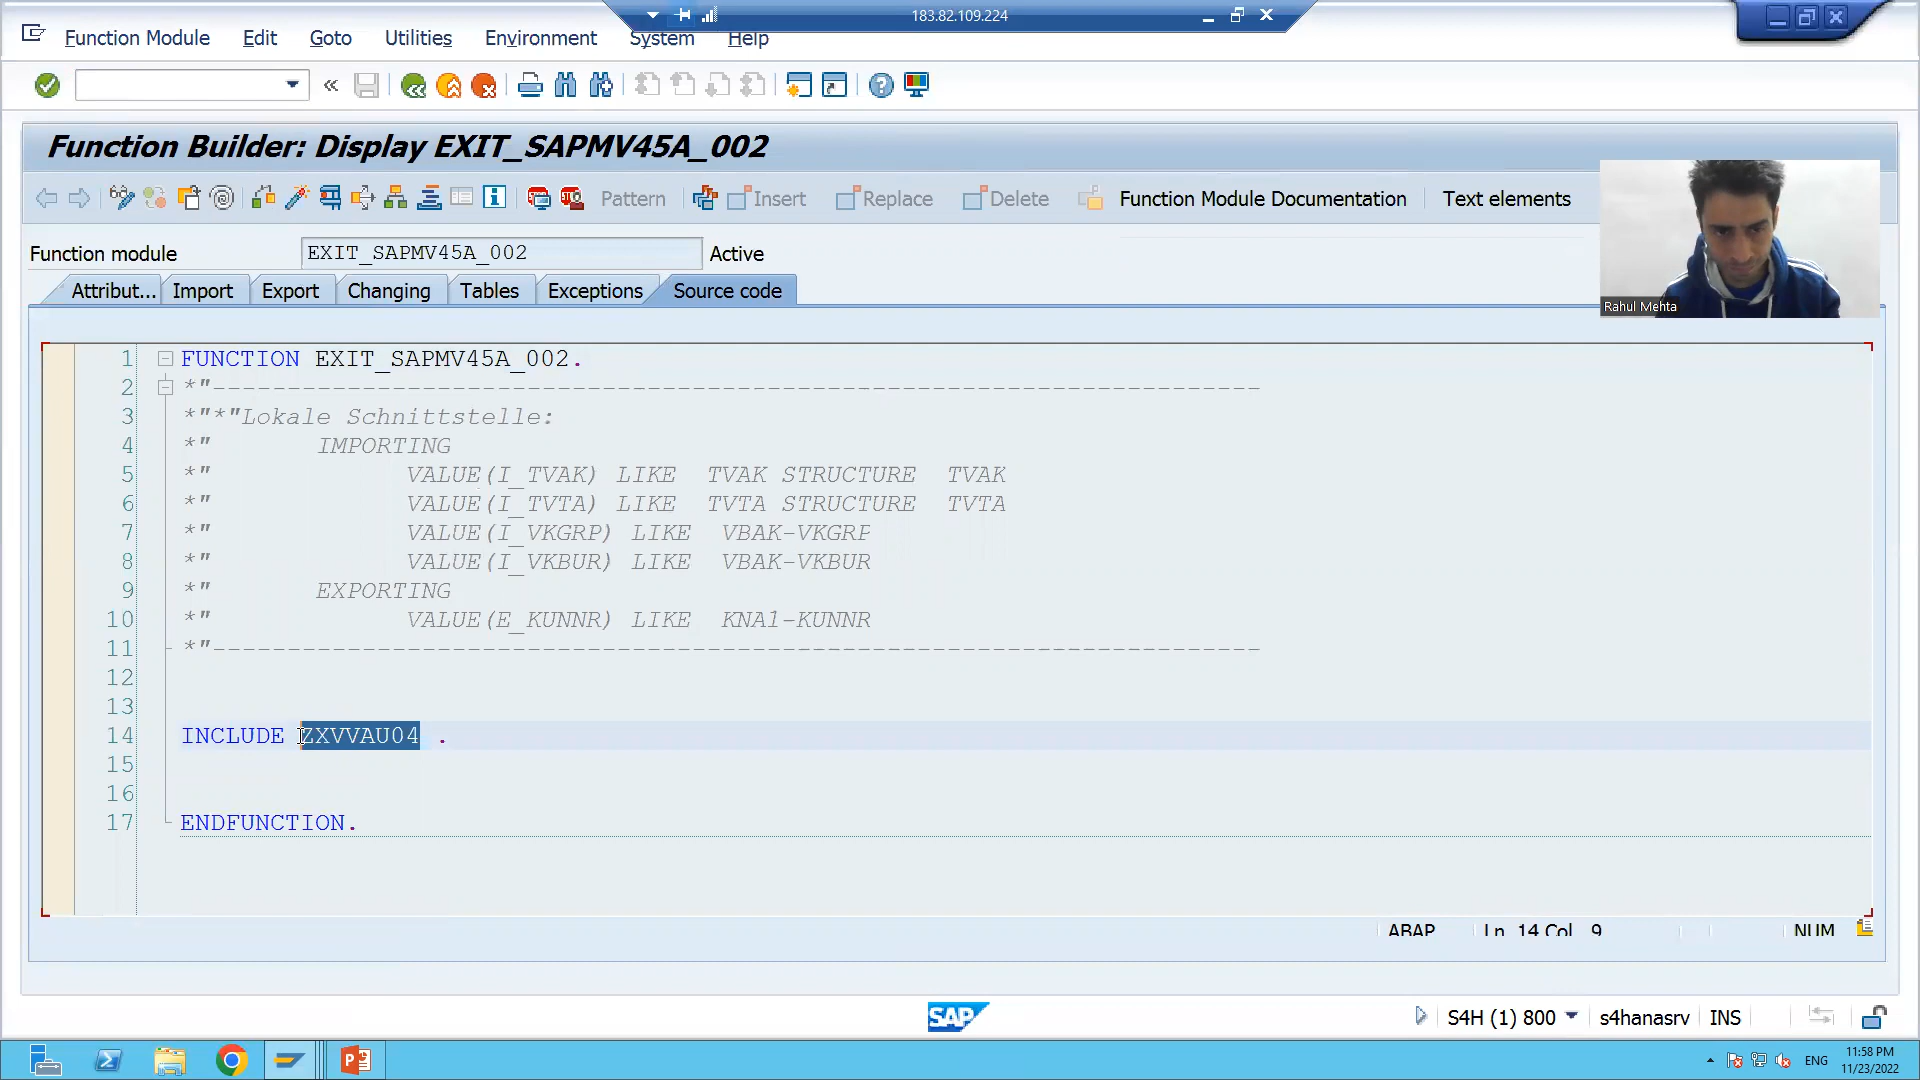 183.82.109.224
Function Module Edit Goto Utilities Environment System Help
Function Builder: Display EXIT_SAPMV45A_002
Pattern Insert Replace Delete Function Module Documentation Text elements
Function module EXIT_SAPMV45A_002 Active
Rahul Mehta
Attribut... Import Export Changing Tables Exceptions Source code
1 FUNCTION EXIT_SAPMV45A_002.
2 *"----------------------------------------------------------------------
3 *"*"Lokale Schnittstelle:
4 *" IMPORTING
5 *" VALUE(I_TVAK) LIKE TVAK STRUCTURE TVAK
6 *" VALUE(I_TVTA) LIKE TVTA STRUCTURE TVTA
7 *" VALUE(I_VKGRP) LIKE VBAK-VKGRP
8 *" VALUE(I_VKBUR) LIKE VBAK-VKBUR
9 *" EXPORTING
10 *" VALUE(E_KUNNR) LIKE KNA1-KUNNR
11 *"----------------------------------------------------------------------
12
13
14 INCLUDE ZXVVAU04 .
15
16
17 ENDFUNCTION.
ABAP Ln 14 Col 9 NUM
SAP S4H (1) 800 s4hanasrv INS
ENG 11:58 PM
11/23/2022